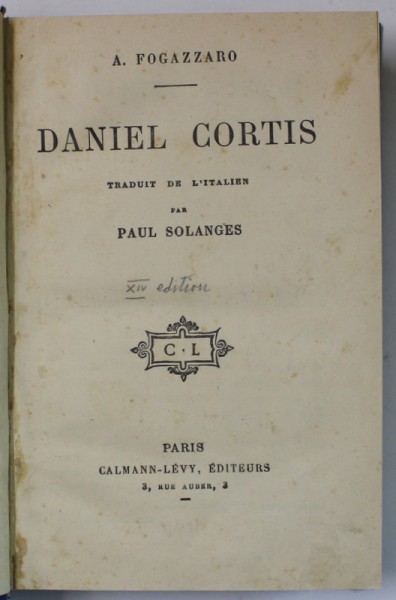 A. FOGAZZARO
DANIEL CORTIS
TRADUIT DE L'ITALIEN
PAR
PAUL SOLANGES
XIV edition
C·L
PARIS
CALMANN-LÉVY, ÉDITEURS
3, RUE AUBER, 3